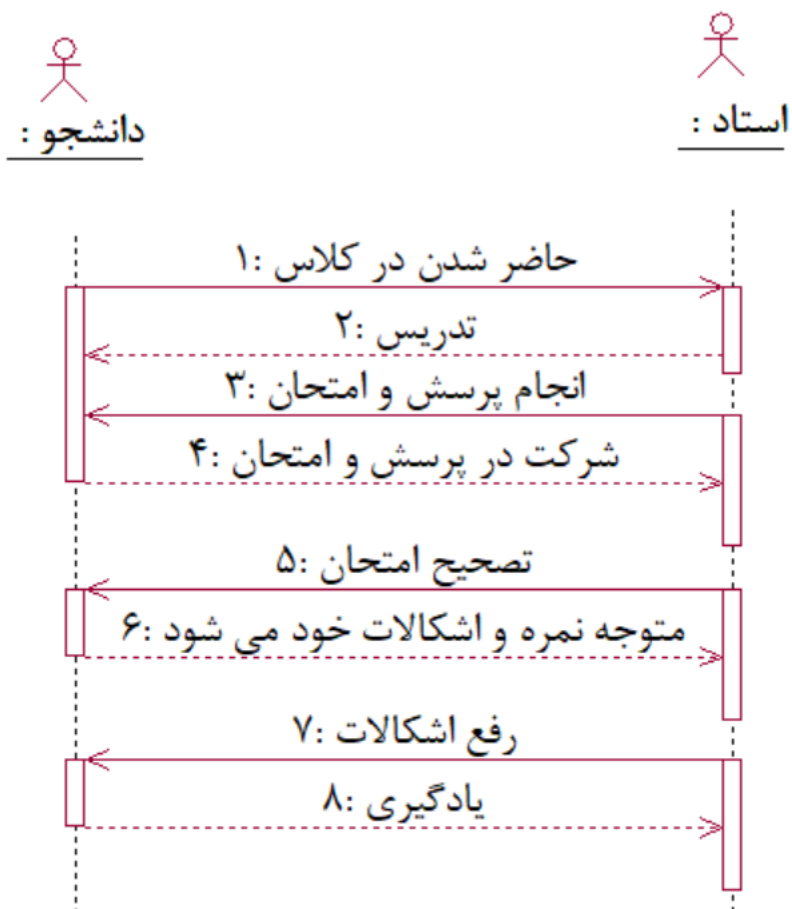 دانشجو :
استاد :
۱: حاضر شدن در کلاس
۲: تدریس
۳: انجام پرسش و امتحان
۴: شرکت در پرسش و امتحان
۵: تصحیح امتحان
۶: متوجه نمره و اشکالات خود می شود
۷: رفع اشکالات
۸: یادگیری